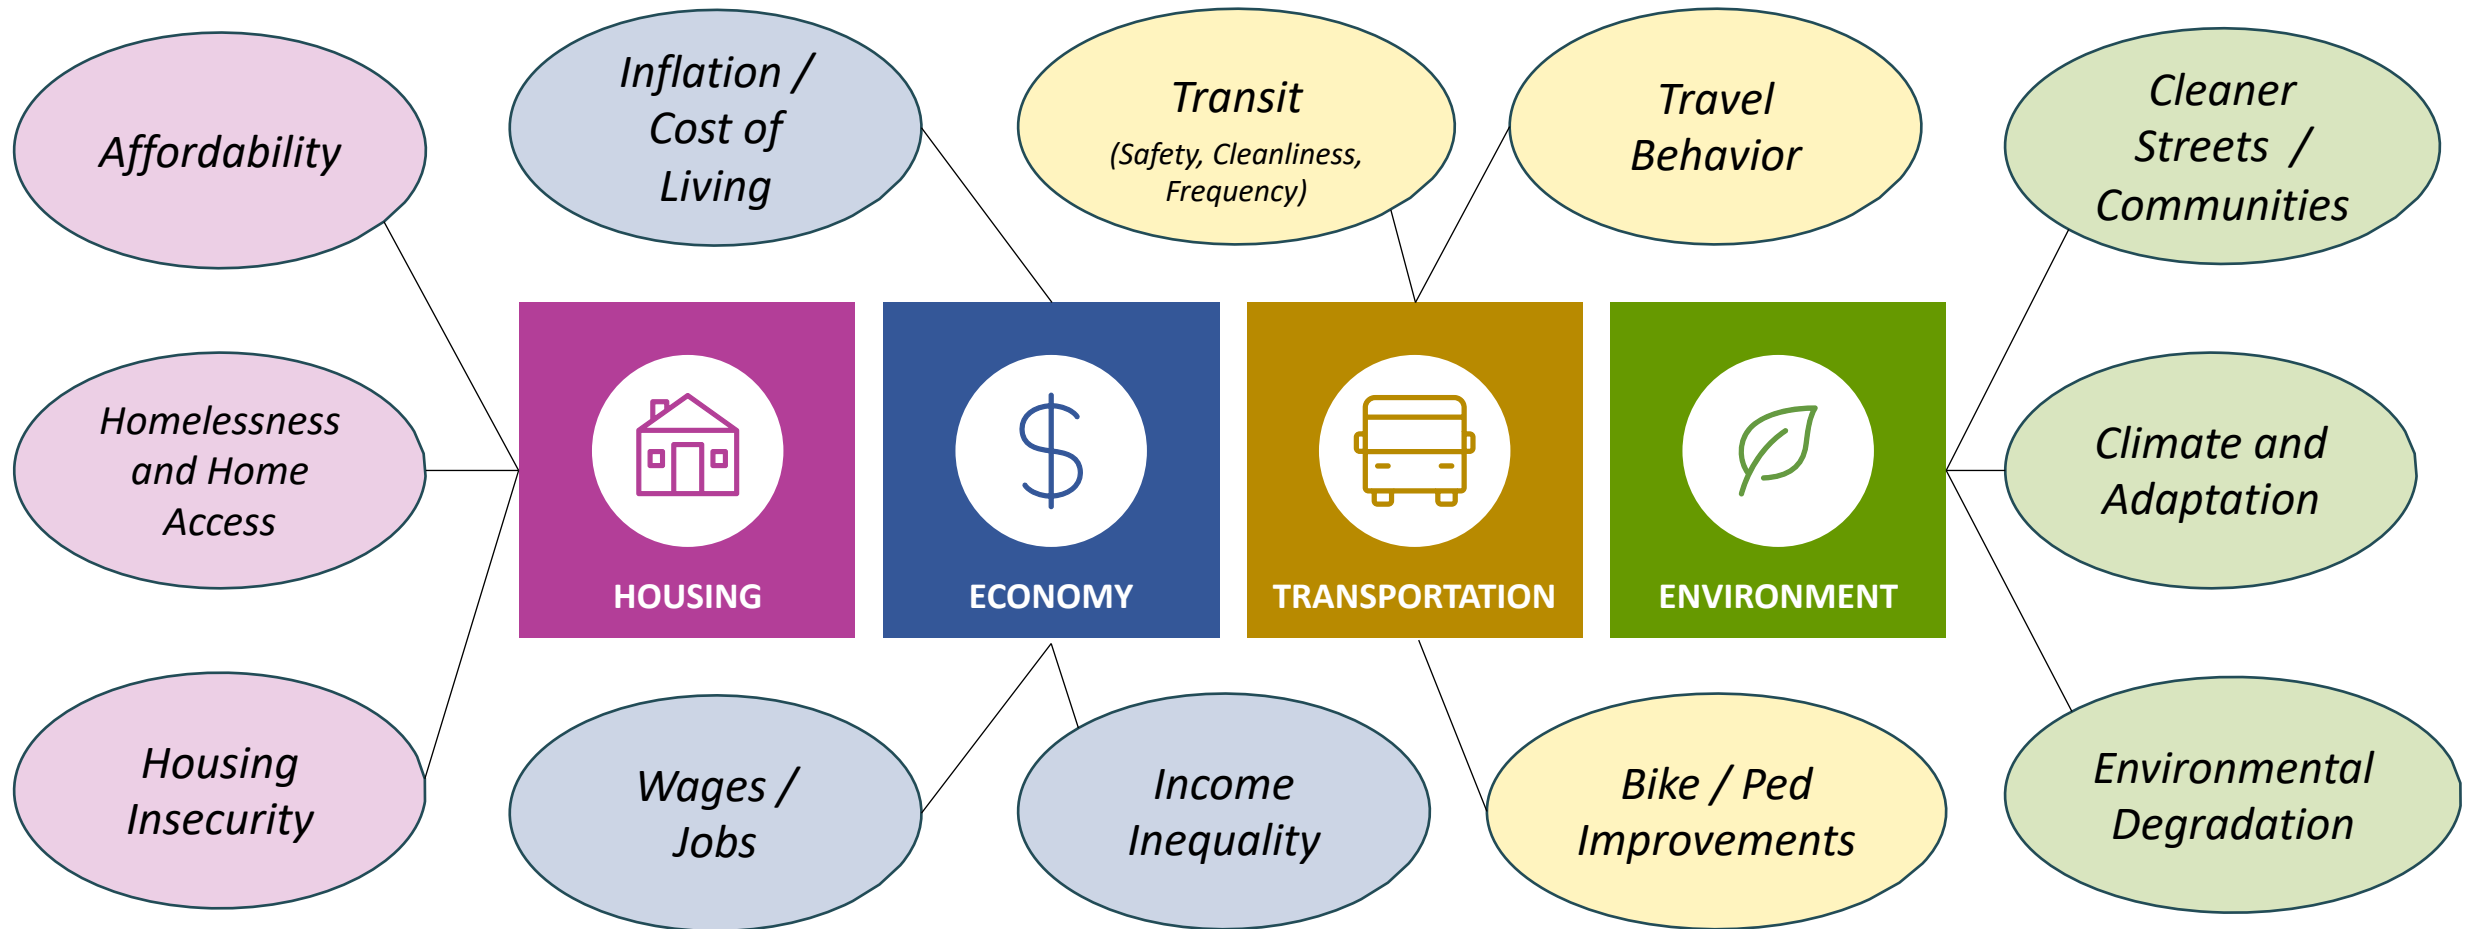 Affordability
Inflation /
Cost of
Living
Transit
(Safety, Cleanliness,
Frequency)
Travel
Behavior
Cleaner
Streets /
Communities
Homelessness
and Home
Access
HOUSING
ECONOMY
TRANSPORTATION
ENVIRONMENT
Climate and
Adaptation
Housing
Insecurity
Wages /
Jobs
Income
Inequality
Bike / Ped
Improvements
Environmental
Degradation